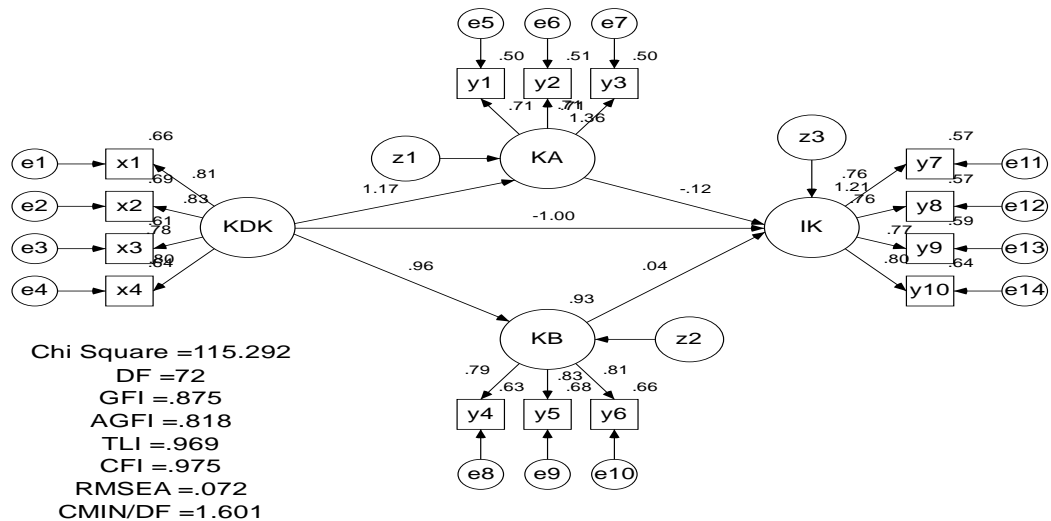 e5 e6 e7
.50 .51 .50
y1 y2 y3
.71 .71 .71
1.36
z1 KA z3
.66 .57
e1 x1 .81 y7 e11
.76
1.21
.69 1.17 -.12 .57
e2 x2 .83 .76 y8 e12
.61 -1.00 .59
KDK IK
.78 .77
e3 x3 y9 e13
.80 .80
.64 .96 .04 .64
e4 x4 y10 e14
.93
KB z2
Chi Square =115.292
.79 .83 .81
DF =72
.63 .68 .66
GFI =.875
y4 y5 y6
AGFI =.818
TLI =.969
CFI =.975
e8 e9 e10
RMSEA =.072
CMIN/DF =1.601